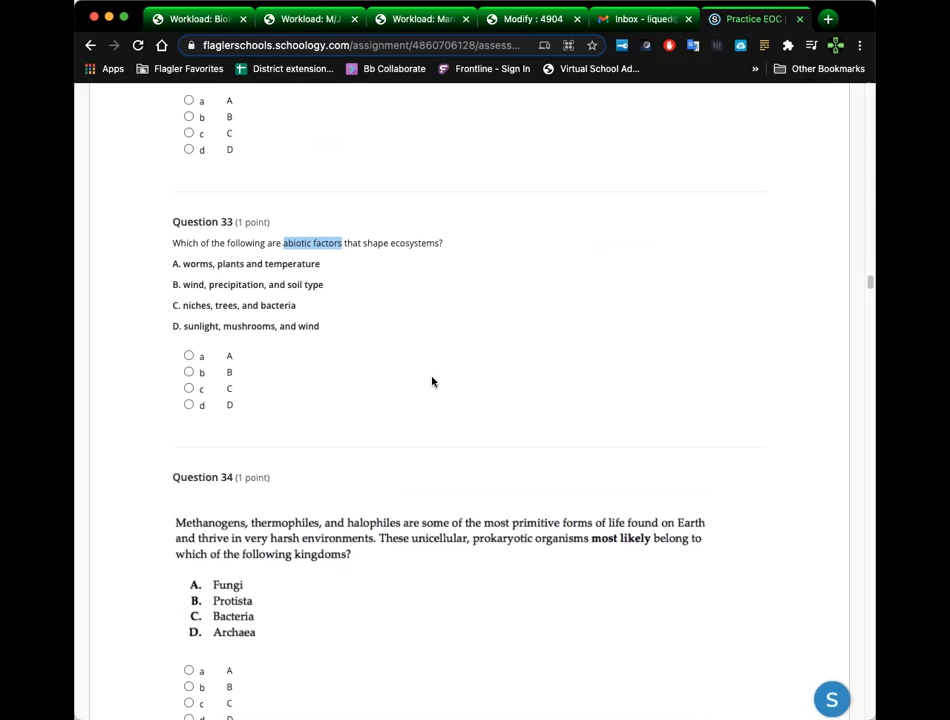 Workload: Biol
Workload: M/J
Workload: Mar
Modify : 4904
Inbox - liqued
Practice EOC |
flaglerschools.schoology.com/assignment/4860706128/assess...
Apps
Flagler Favorites
District extension...
Bb Collaborate
Frontline - Sign In
Virtual School Ad...
»
Other Bookmarks
a A
b B
c C
d D
Question 33 (1 point)
Which of the following are abiotic factors that shape ecosystems?
A. worms, plants and temperature
B. wind, precipitation, and soil type
C. niches, trees, and bacteria
D. sunlight, mushrooms, and wind
a A
b B
c C
d D
Question 34 (1 point)
Methanogens, thermophiles, and halophiles are some of the most primitive forms of life found on Earth
and thrive in very harsh environments. These unicellular, prokaryotic organisms most likely belong to
which of the following kingdoms?
A. Fungi
B. Protista
C. Bacteria
D. Archaea
a A
b B
c C
d D
S